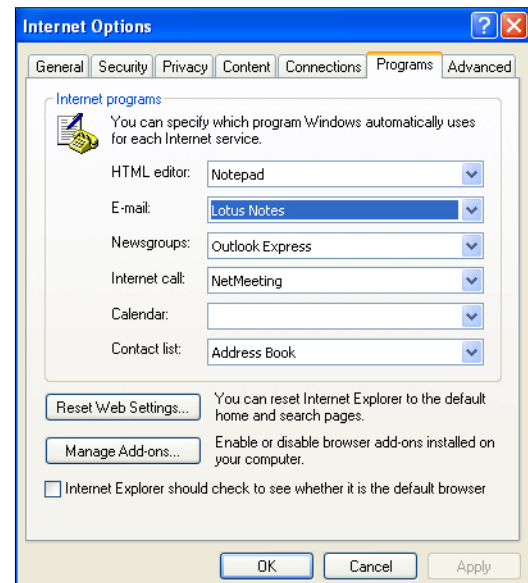 Internet Options
General Security Privacy Content Connections Programs Advanced
Internet programs
You can specify which program Windows automatically uses
for each Internet service.
HTML editor: Notepad
E-mail: Lotus Notes
Newsgroups: Outlook Express
Internet call: NetMeeting
Calendar:
Contact list: Address Book
Reset Web Settings... You can reset Internet Explorer to the default
home and search pages.
Manage Add-ons... Enable or disable browser add-ons installed on
your computer.
Internet Explorer should check to see whether it is the default browser
OK Cancel Apply